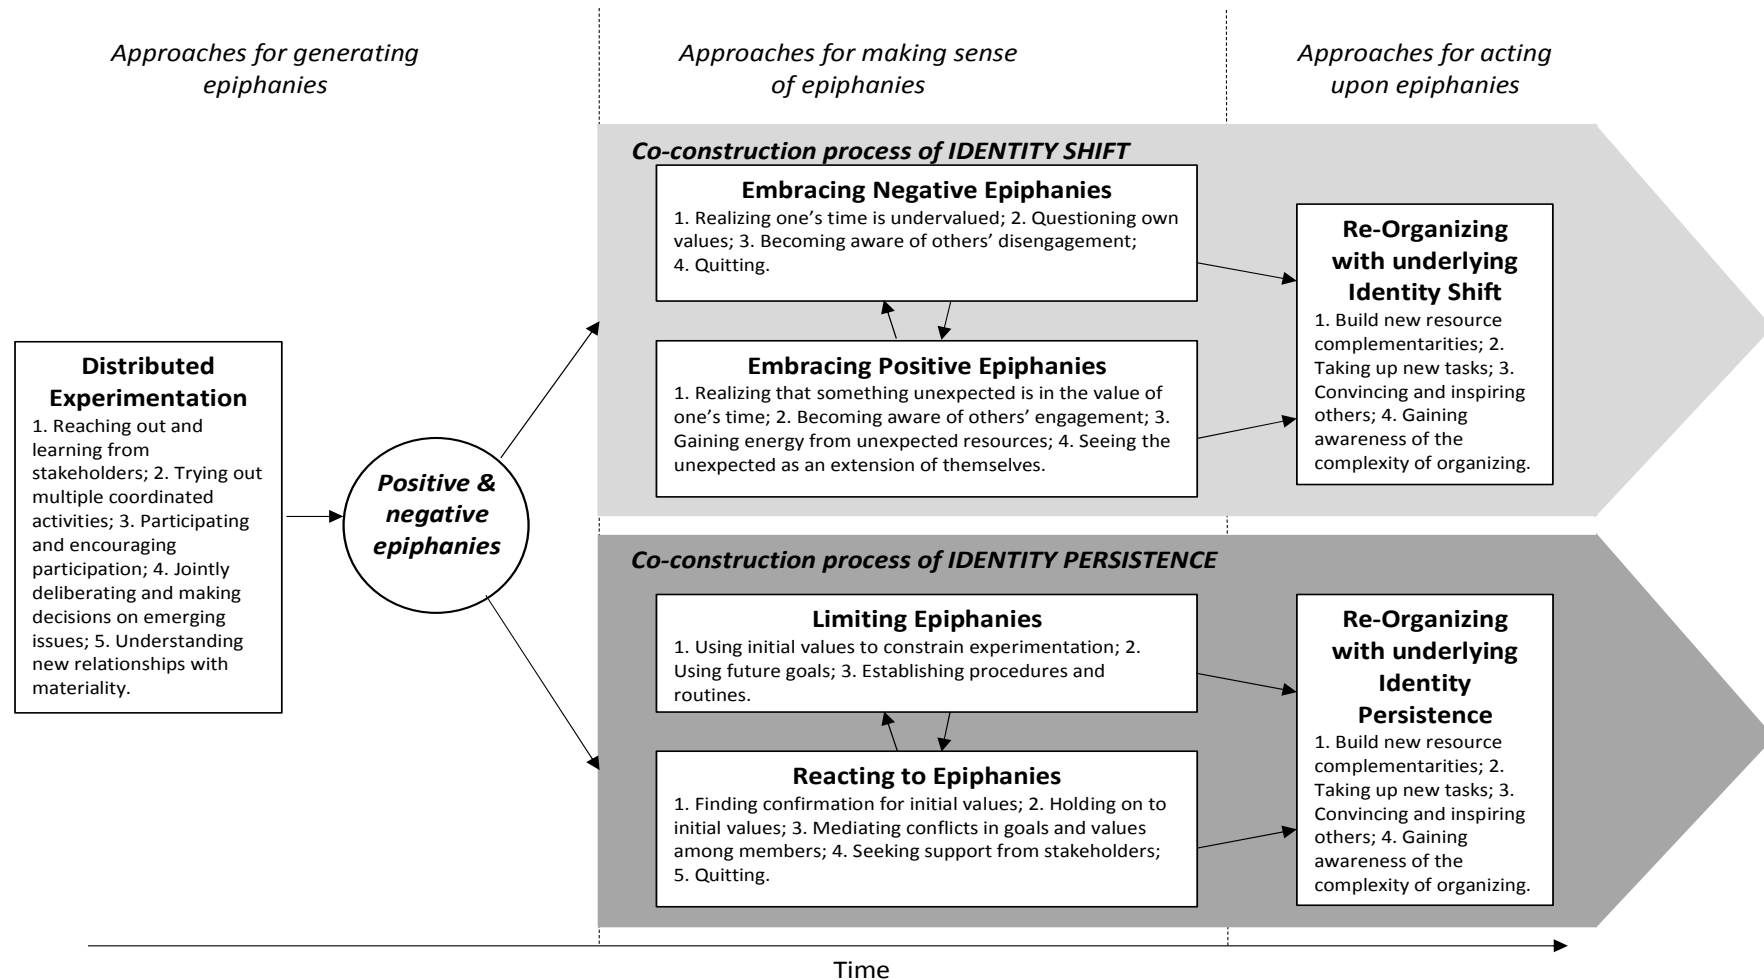 Approaches for generating
epiphanies
Approaches for making sense
of epiphanies
Approaches for acting
upon epiphanies
Distributed
Experimentation
1. Reaching out and
learning from
stakeholders; 2. Trying out
multiple coordinated
activities; 3. Participating
and encouraging
participation; 4. Jointly
deliberating and making
decisions on emerging
issues; 5. Understanding
new relationships with
materiality.
Positive &
negative
epiphanies
Co-construction process of IDENTITY SHIFT
Embracing Negative Epiphanies
1. Realizing one’s time is undervalued; 2. Questioning own
values; 3. Becoming aware of others’ disengagement;
4. Quitting.
Embracing Positive Epiphanies
1. Realizing that something unexpected is in the value of
one’s time; 2. Becoming aware of others’ engagement; 3.
Gaining energy from unexpected resources; 4. Seeing the
unexpected as an extension of themselves.
Re-Organizing
with underlying
Identity Shift
1. Build new resource
complementarities; 2.
Taking up new tasks; 3.
Convincing and inspiring
others; 4. Gaining
awareness of the
complexity of organizing.
Co-construction process of IDENTITY PERSISTENCE
Limiting Epiphanies
1. Using initial values to constrain experimentation; 2.
Using future goals; 3. Establishing procedures and
routines.
Reacting to Epiphanies
1. Finding confirmation for initial values; 2. Holding on to
initial values; 3. Mediating conflicts in goals and values
among members; 4. Seeking support from stakeholders;
5. Quitting.
Re-Organizing
with underlying
Identity
Persistence
1. Build new resource
complementarities; 2.
Taking up new tasks; 3.
Convincing and inspiring
others; 4. Gaining
awareness of the
complexity of organizing.
Time